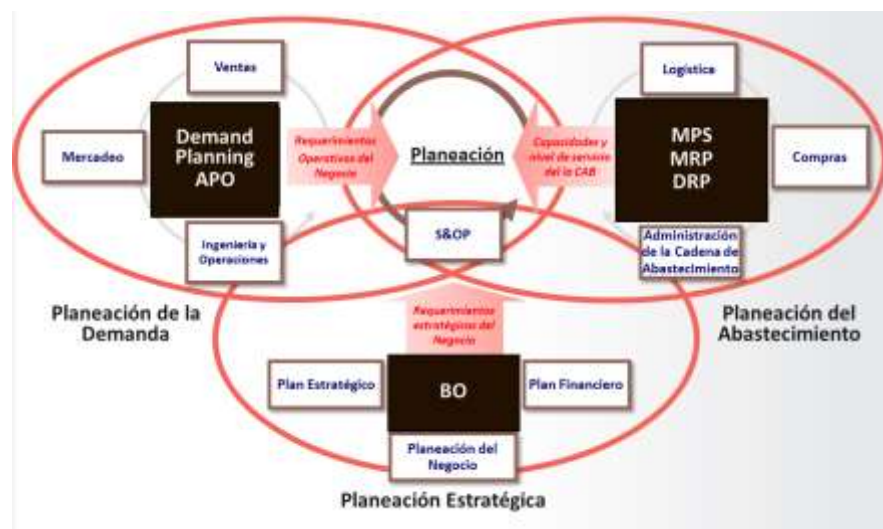 Ventas
Mercadeo
Demand
Planning
APO
Ingeniería y
Operaciones
Planeación de la
Demanda
Requerimientos
Operativos del
Negocio
Planeación
S&OP
Capacidades y
nivel de servicio
del la CAB
Logística
MPS
MRP
DRP
Compras
Administración
de la Cadena de
Abastecimiento
Planeación del
Abastecimiento
Requerimientos
estratégicos del
Negocio
Plan Estratégico
BO
Plan Financiero
Planeación del
Negocio
Planeación Estratégica